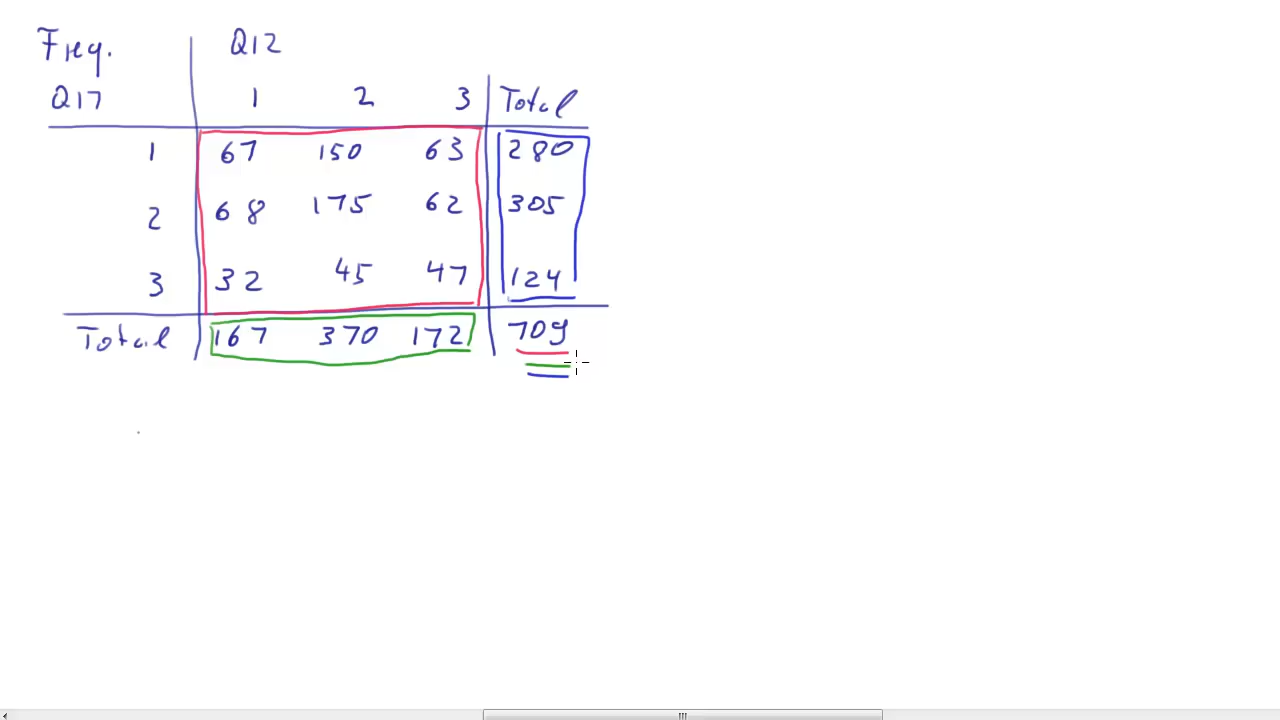 Freq. Q12
Q17 1 2 3 Total
1 67 150 63 280
2 68 175 62 305
3 32 45 47 124
Total 167 370 172 709